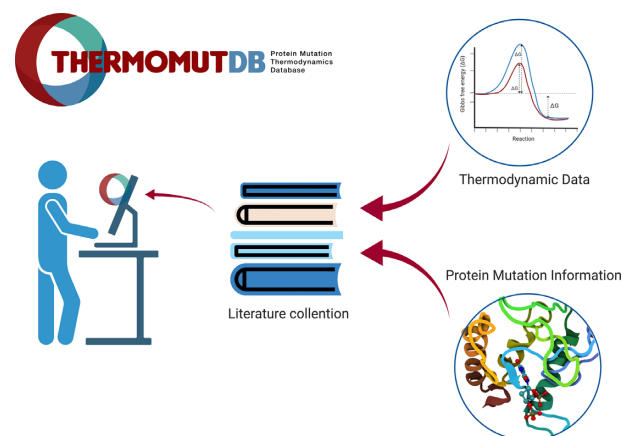 THERMOMUTDB
Protein Mutation
Thermodynamics
Database
Gibbs free energy (ΔG)
ΔG
ΔG
ΔG
Reaction
Thermodynamic Data
Protein Mutation Information
Literature collention